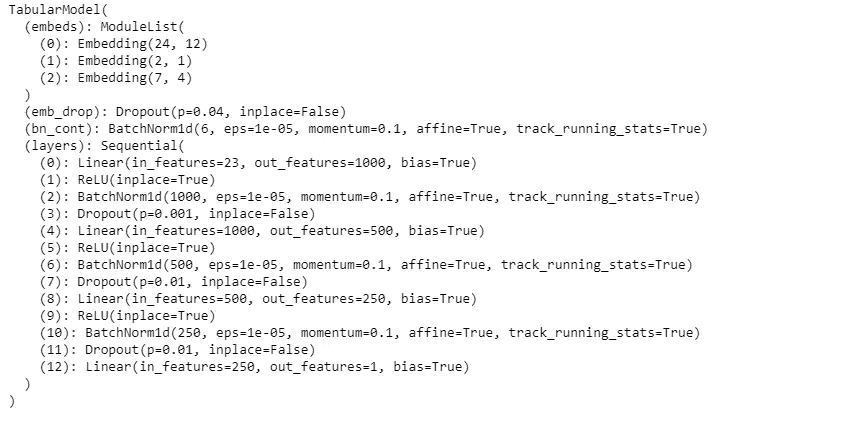 TabularModel(
  (embeds): ModuleList(
    (0): Embedding(24, 12)
    (1): Embedding(2, 1)
    (2): Embedding(7, 4)
  )
  (emb_drop): Dropout(p=0.04, inplace=False)
  (bn_cont): BatchNorm1d(6, eps=1e-05, momentum=0.1, affine=True, track_running_stats=True)
  (layers): Sequential(
    (0): Linear(in_features=23, out_features=1000, bias=True)
    (1): ReLU(inplace=True)
    (2): BatchNorm1d(1000, eps=1e-05, momentum=0.1, affine=True, track_running_stats=True)
    (3): Dropout(p=0.001, inplace=False)
    (4): Linear(in_features=1000, out_features=500, bias=True)
    (5): ReLU(inplace=True)
    (6): BatchNorm1d(500, eps=1e-05, momentum=0.1, affine=True, track_running_stats=True)
    (7): Dropout(p=0.01, inplace=False)
    (8): Linear(in_features=500, out_features=250, bias=True)
    (9): ReLU(inplace=True)
    (10): BatchNorm1d(250, eps=1e-05, momentum=0.1, affine=True, track_running_stats=True)
    (11): Dropout(p=0.01, inplace=False)
    (12): Linear(in_features=250, out_features=1, bias=True)
  )
)